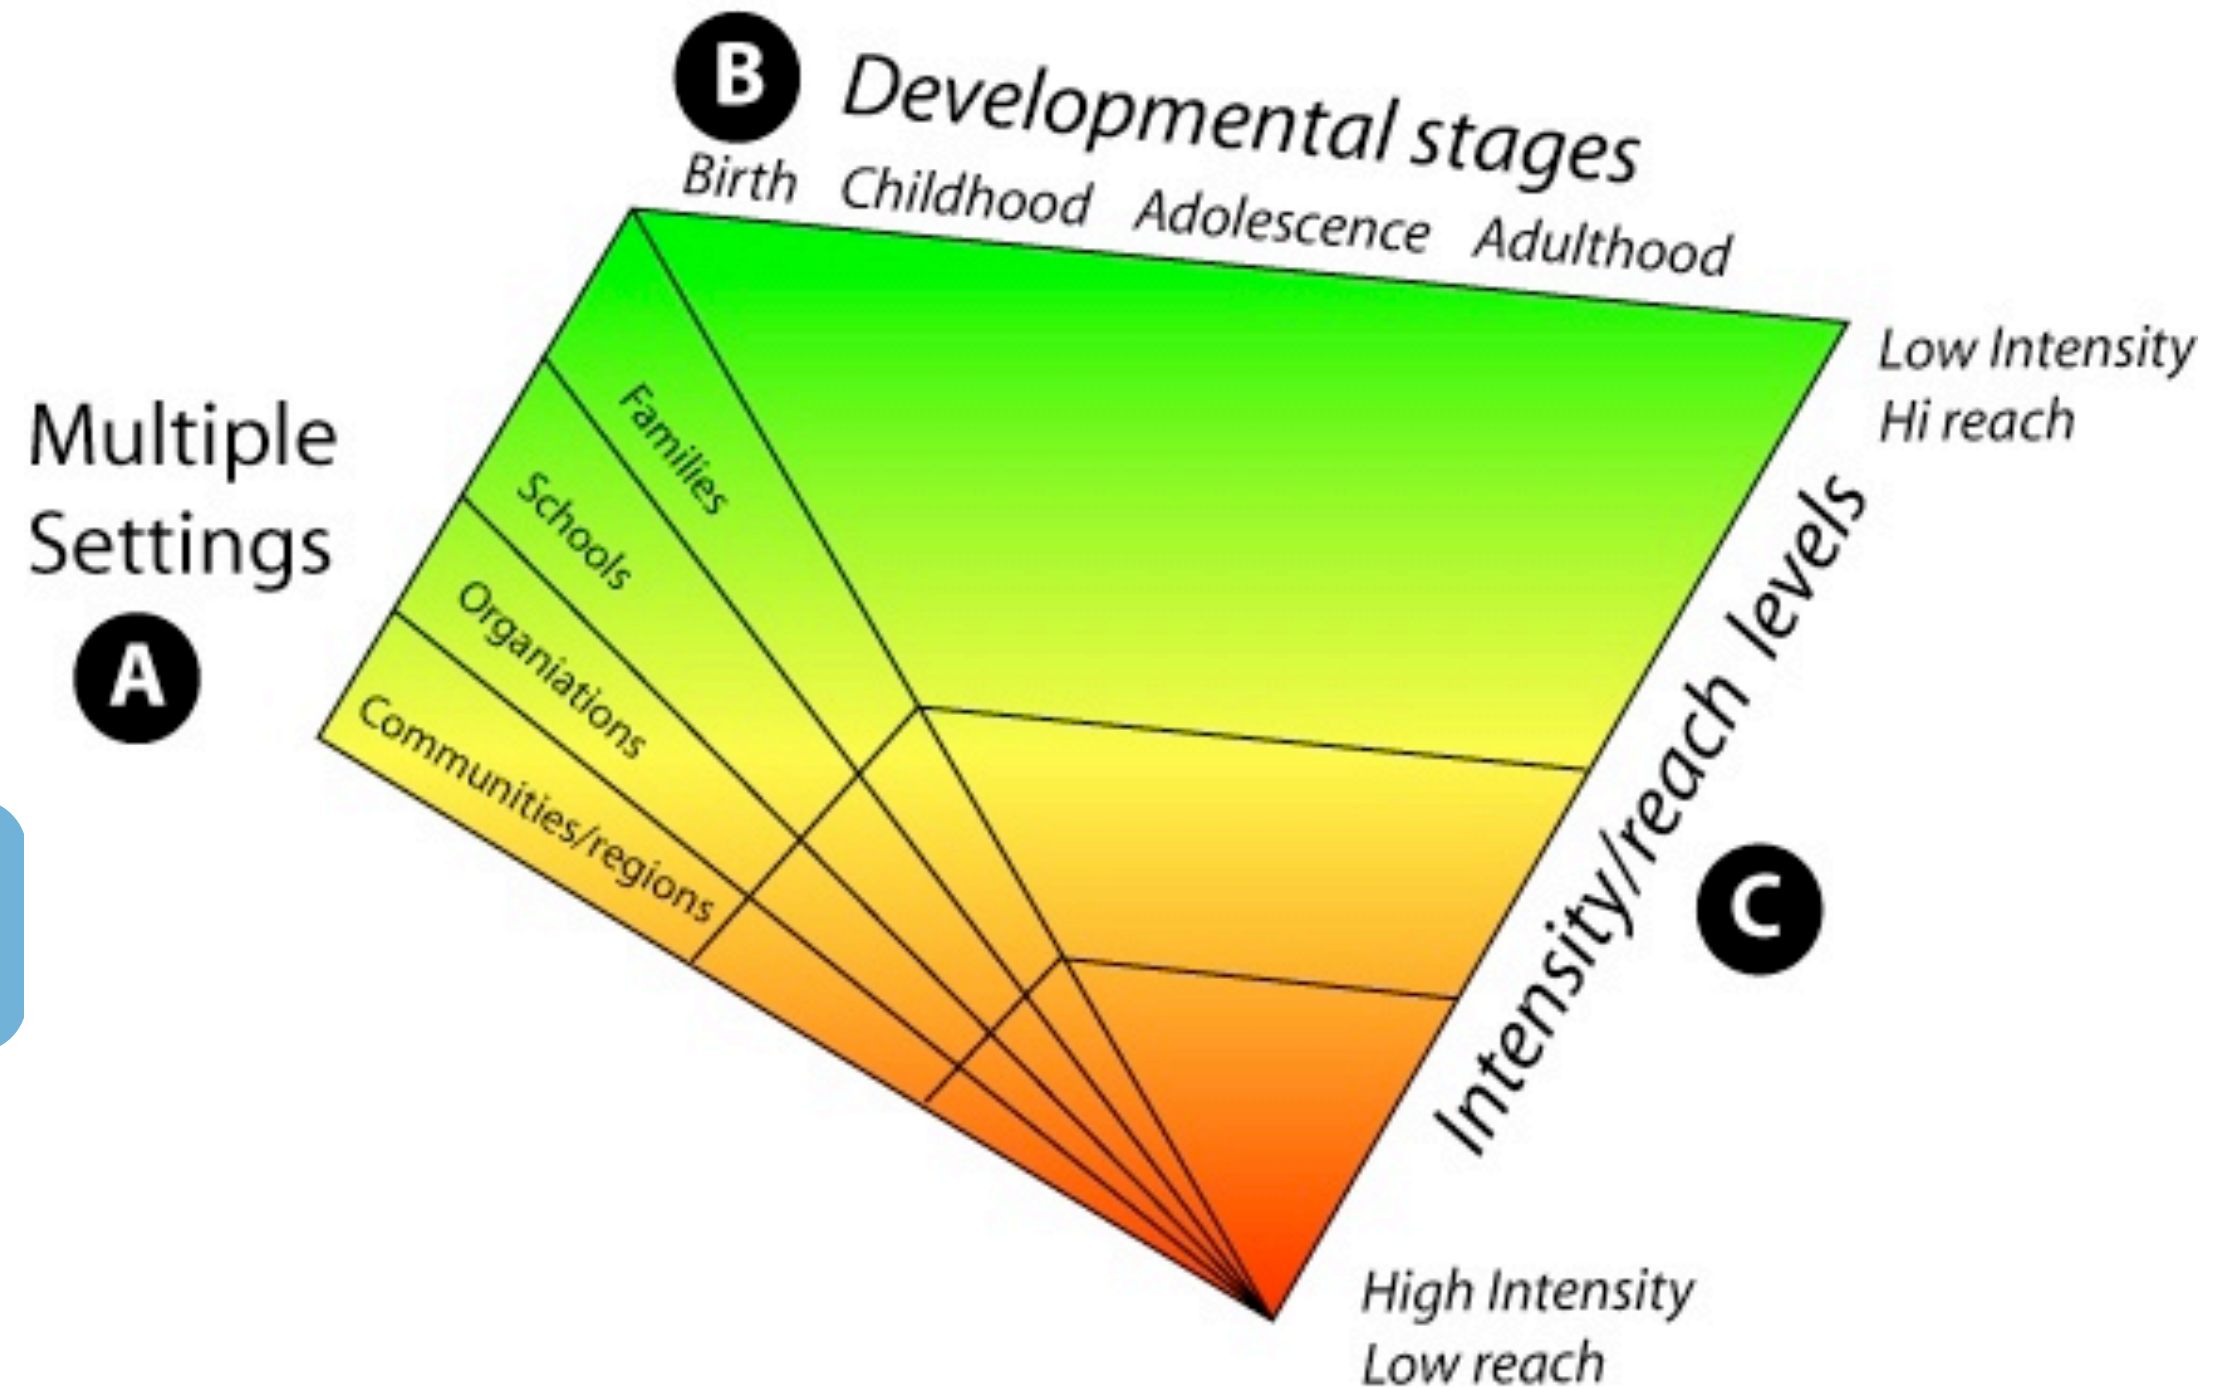 B
Developmental stages
Birth Childhood Adolescence Adulthood
Low Intensity
Hi reach
Multiple
Settings
A
Families
Schools
Organiations
Communities/regions
Intensity/reach levels
C
High Intensity
Low reach